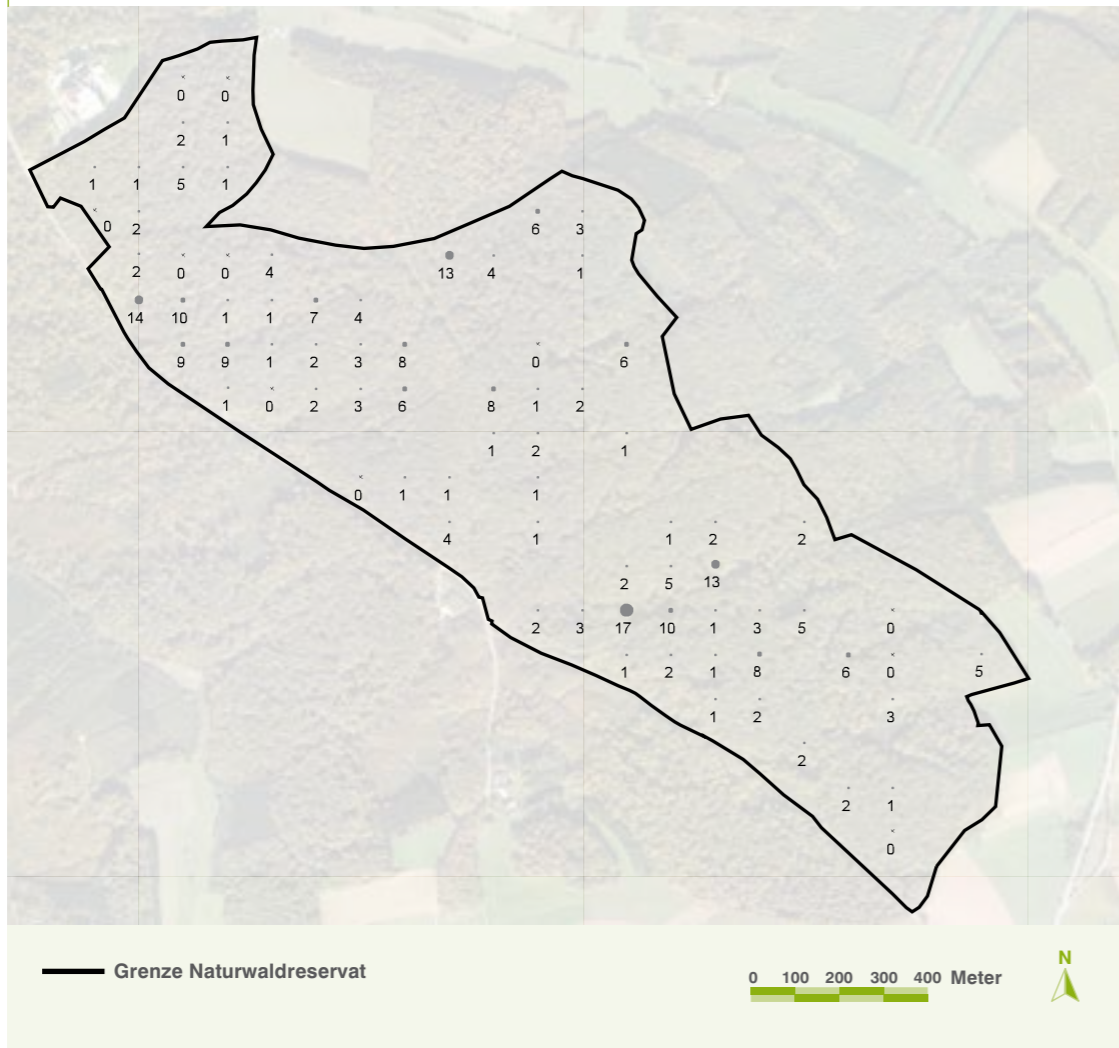 0 0
2 1
1 1 5 1
0 2 6 3
2 0 0 4 13 4 1
14 10 1 1 7 4
9 9 1 2 3 8 0 6
1 0 2 3 6 8 1 2
1 2 1
0 1 1 1
4 1 1 2 2
2 5 13
2 3 17 10 1 3 5 0
1 2 1 8 6 0 5
1 2 3
2
2 1
0
Grenze Naturwaldreservat
0 100 200 300 400 Meter
N